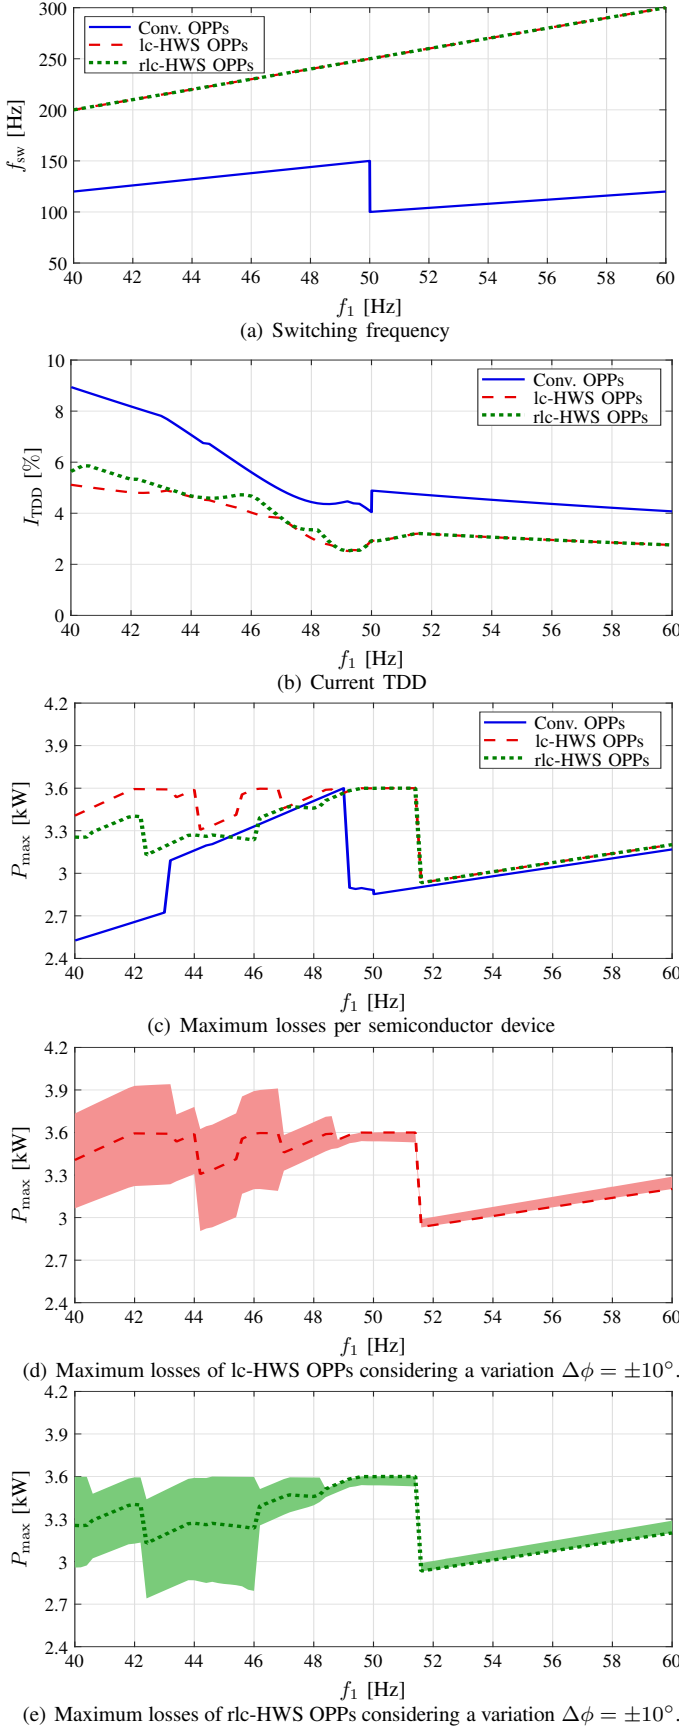 300
250
200
150
100
50
f_sw [Hz]
Conv. OPPs
lc-HWS OPPs
rlc-HWS OPPs
40 42 44 46 48 50 52 54 56 58 60
f_1 [Hz]
(a) Switching frequency
10
8
6
4
2
0
I_TDD [%]
Conv. OPPs
lc-HWS OPPs
rlc-HWS OPPs
40 42 44 46 48 50 52 54 56 58 60
f_1 [Hz]
(b) Current TDD
4.2
3.9
3.6
3.3
3
2.7
2.4
P_max [kW]
Conv. OPPs
lc-HWS OPPs
rlc-HWS OPPs
40 42 44 46 48 50 52 54 56 58 60
f_1 [Hz]
(c) Maximum losses per semiconductor device
4.2
3.9
3.6
3.3
3
2.7
2.4
P_max [kW]
40 42 44 46 48 50 52 54 56 58 60
f_1 [Hz]
(d) Maximum losses of lc-HWS OPPs considering a variation Δϕ = ±10°.
4.2
3.9
3.6
3.3
3
2.7
2.4
P_max [kW]
40 42 44 46 48 50 52 54 56 58 60
f_1 [Hz]
(e) Maximum losses of rlc-HWS OPPs considering a variation Δϕ = ±10°.